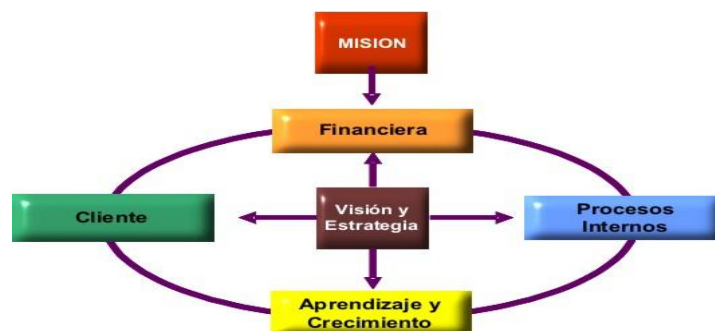 MISION
Financiera
Cliente
Visión y
Estrategia
Procesos
Internos
Aprendizaje y
Crecimiento